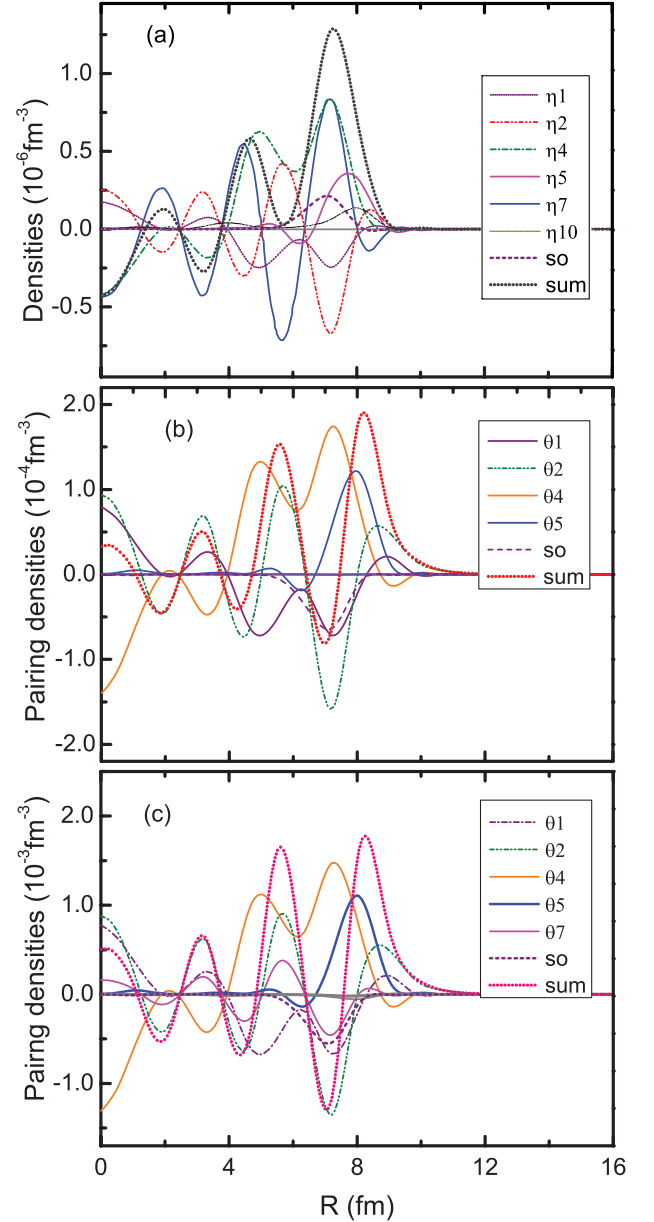 (a)
Densities (10⁻⁶fm⁻³)
1.0
0.5
0.0
-0.5
η1
η2
η4
η5
η7
η10
so
sum
(b)
Pairing densities (10⁻⁴fm⁻³)
2.0
1.0
0.0
-1.0
-2.0
θ1
θ2
θ4
θ5
so
sum
(c)
Pairng densities (10⁻³fm⁻³)
2.0
1.0
0.0
-1.0
θ1
θ2
θ4
θ5
θ7
so
sum
0 4 8 12 16
R (fm)